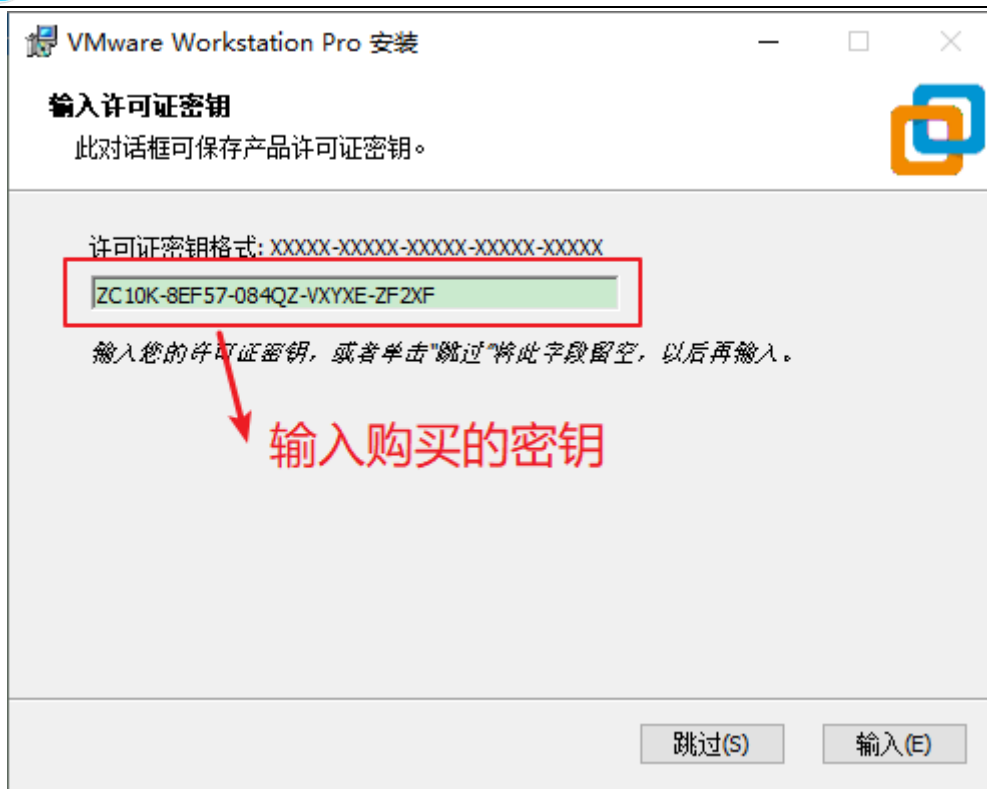 VMware Workstation Pro 安装
输入许可证密钥
此对话框可保存产品许可证密钥。
许可证密钥格式: XXXXX-XXXXX-XXXXX-XXXXX-XXXXX
ZC10K-8EF57-084QZ-VXYXE-ZF2XF
输入您的许可证密钥，或者单击"跳过"将此字段留空，以后再输入。
输入购买的密钥
跳过(S) 输入(E)